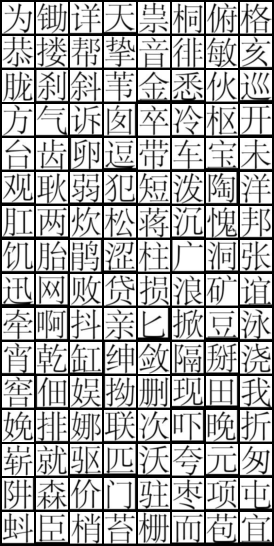 为锄详天祟桐俯格
恭搂帮挚音徘敏亥
胧刹斜苇金悉伙巡
方气诉囱卒冷枢开
台齿卵逗带车宝未
观耿弱犯短泼陶洋
肛两炊松蒋沉愧邦
饥胎鹃涩柱广洞张
迅网败贷损浪矿谊
牵啊抖亲匕掀豆泳
宵乾缸绅敛隔掰浇
窖佃娱拗删现田我
娩排娜联次吓晚折
崭就驱匹沃夸元匆
阱森价门驻枣项屯
蚪臣梢苔栅而苞宜